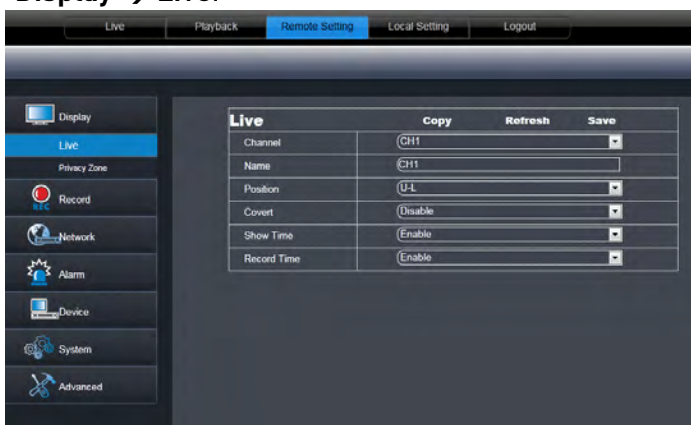 Display → Live.
Live Playback Remote Setting Local Setting Logout
Display
Live
Privacy Zone
REC Record
Network
Alarm
Device
System
Advanced
Live Copy Refresh Save
Channel CH1
Name CH1
Position U-L
Covert Disable
Show Time Enable
Record Time Enable